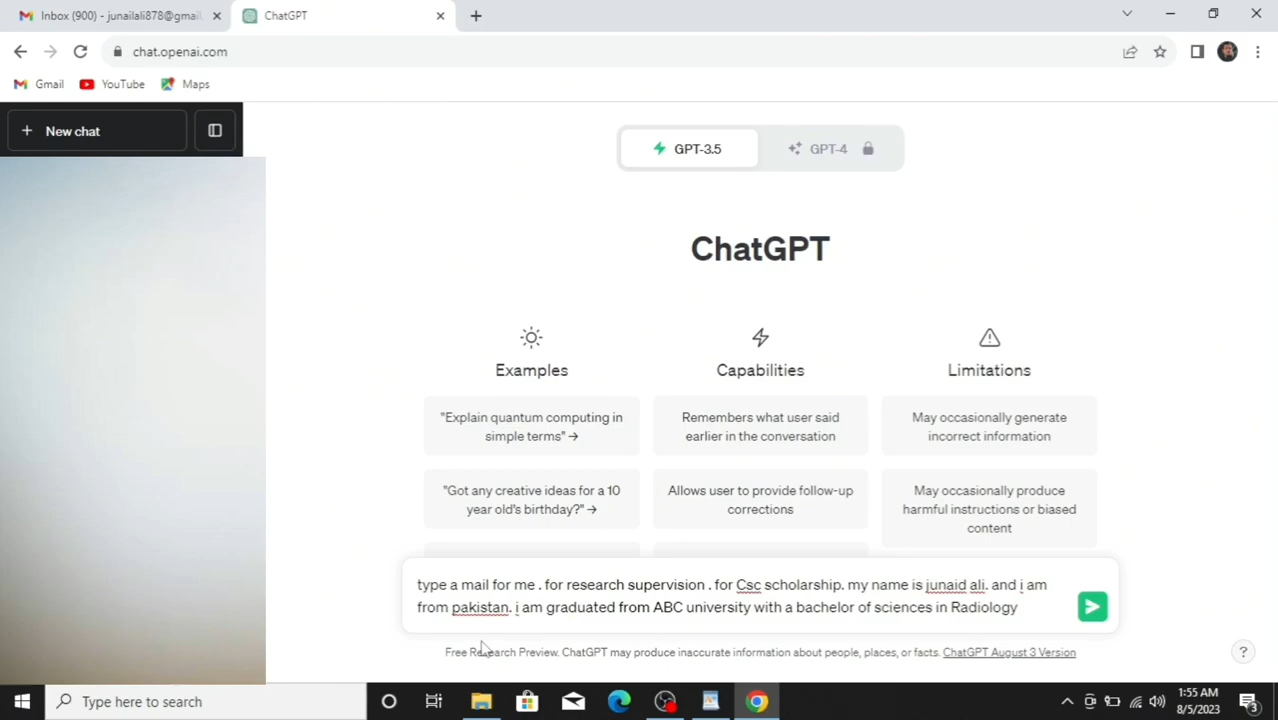 Inbox (900) - junailali878@gmail.
ChatGPT
chat.openai.com
Gmail
YouTube
Maps
New chat
GPT-3.5
GPT-4
ChatGPT
Examples
Capabilities
Limitations
"Explain quantum computing in
simple terms" →
Remembers what user said
earlier in the conversation
May occasionally generate
incorrect information
"Got any creative ideas for a 10
year old's birthday?" →
Allows user to provide follow-up
corrections
May occasionally produce
harmful instructions or biased
content
type a mail for me . for research supervision . for Csc scholarship. my name is junaid ali. and i am
from pakistan. i am graduated from ABC university with a bachelor of sciences in Radiology
Free Research Preview. ChatGPT may produce inaccurate information about people, places, or facts. ChatGPT August 3 Version
?
Type here to search
1:55 AM
8/5/2023
3